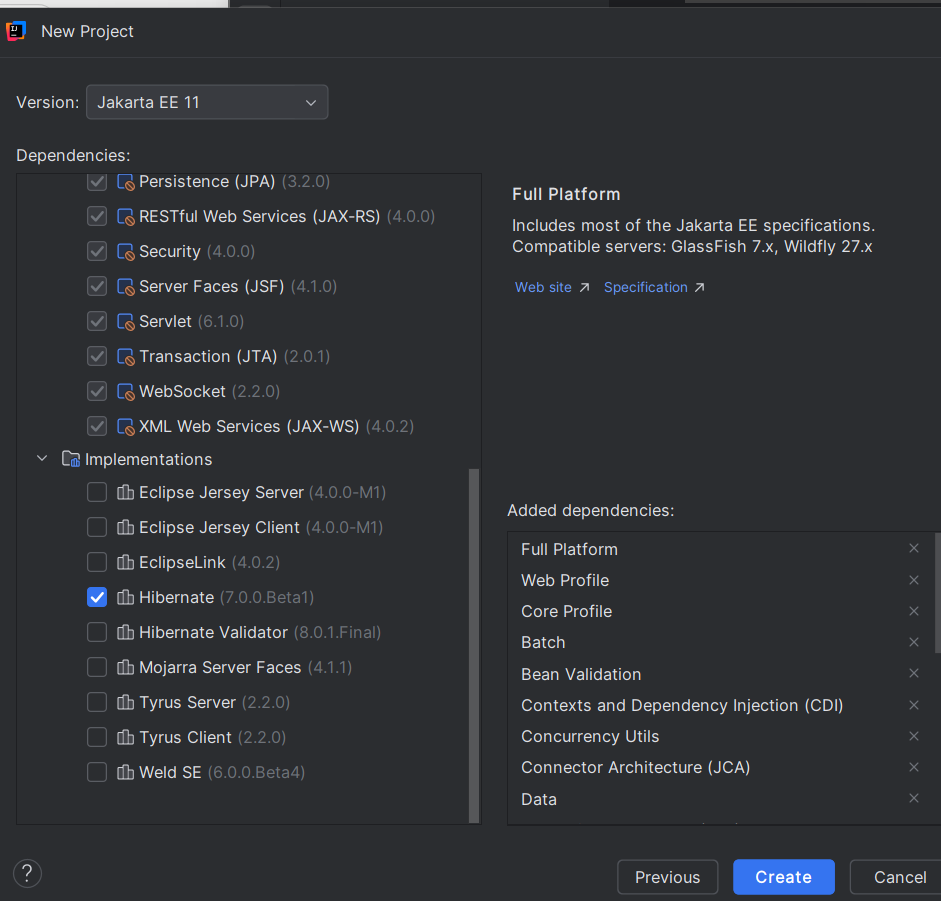 New Project
Version: Jakarta EE 11
Dependencies:
Persistence (JPA) (3.2.0)
RESTful Web Services (JAX-RS) (4.0.0)
Security (4.0.0)
Server Faces (JSF) (4.1.0)
Servlet (6.1.0)
Transaction (JTA) (2.0.1)
WebSocket (2.2.0)
XML Web Services (JAX-WS) (4.0.2)
Implementations
Eclipse Jersey Server (4.0.0-M1)
Eclipse Jersey Client (4.0.0-M1)
EclipseLink (4.0.2)
Hibernate (7.0.0.Beta1)
Hibernate Validator (8.0.1.Final)
Mojarra Server Faces (4.1.1)
Tyrus Server (2.2.0)
Tyrus Client (2.2.0)
Weld SE (6.0.0.Beta4)
Full Platform
Includes most of the Jakarta EE specifications.
Compatible servers: GlassFish 7.x, Wildfly 27.x
Web site ↗ Specification ↗
Added dependencies:
Full Platform
Web Profile
Core Profile
Batch
Bean Validation
Contexts and Dependency Injection (CDI)
Concurrency Utils
Connector Architecture (JCA)
Data
?
Previous
Create
Cancel